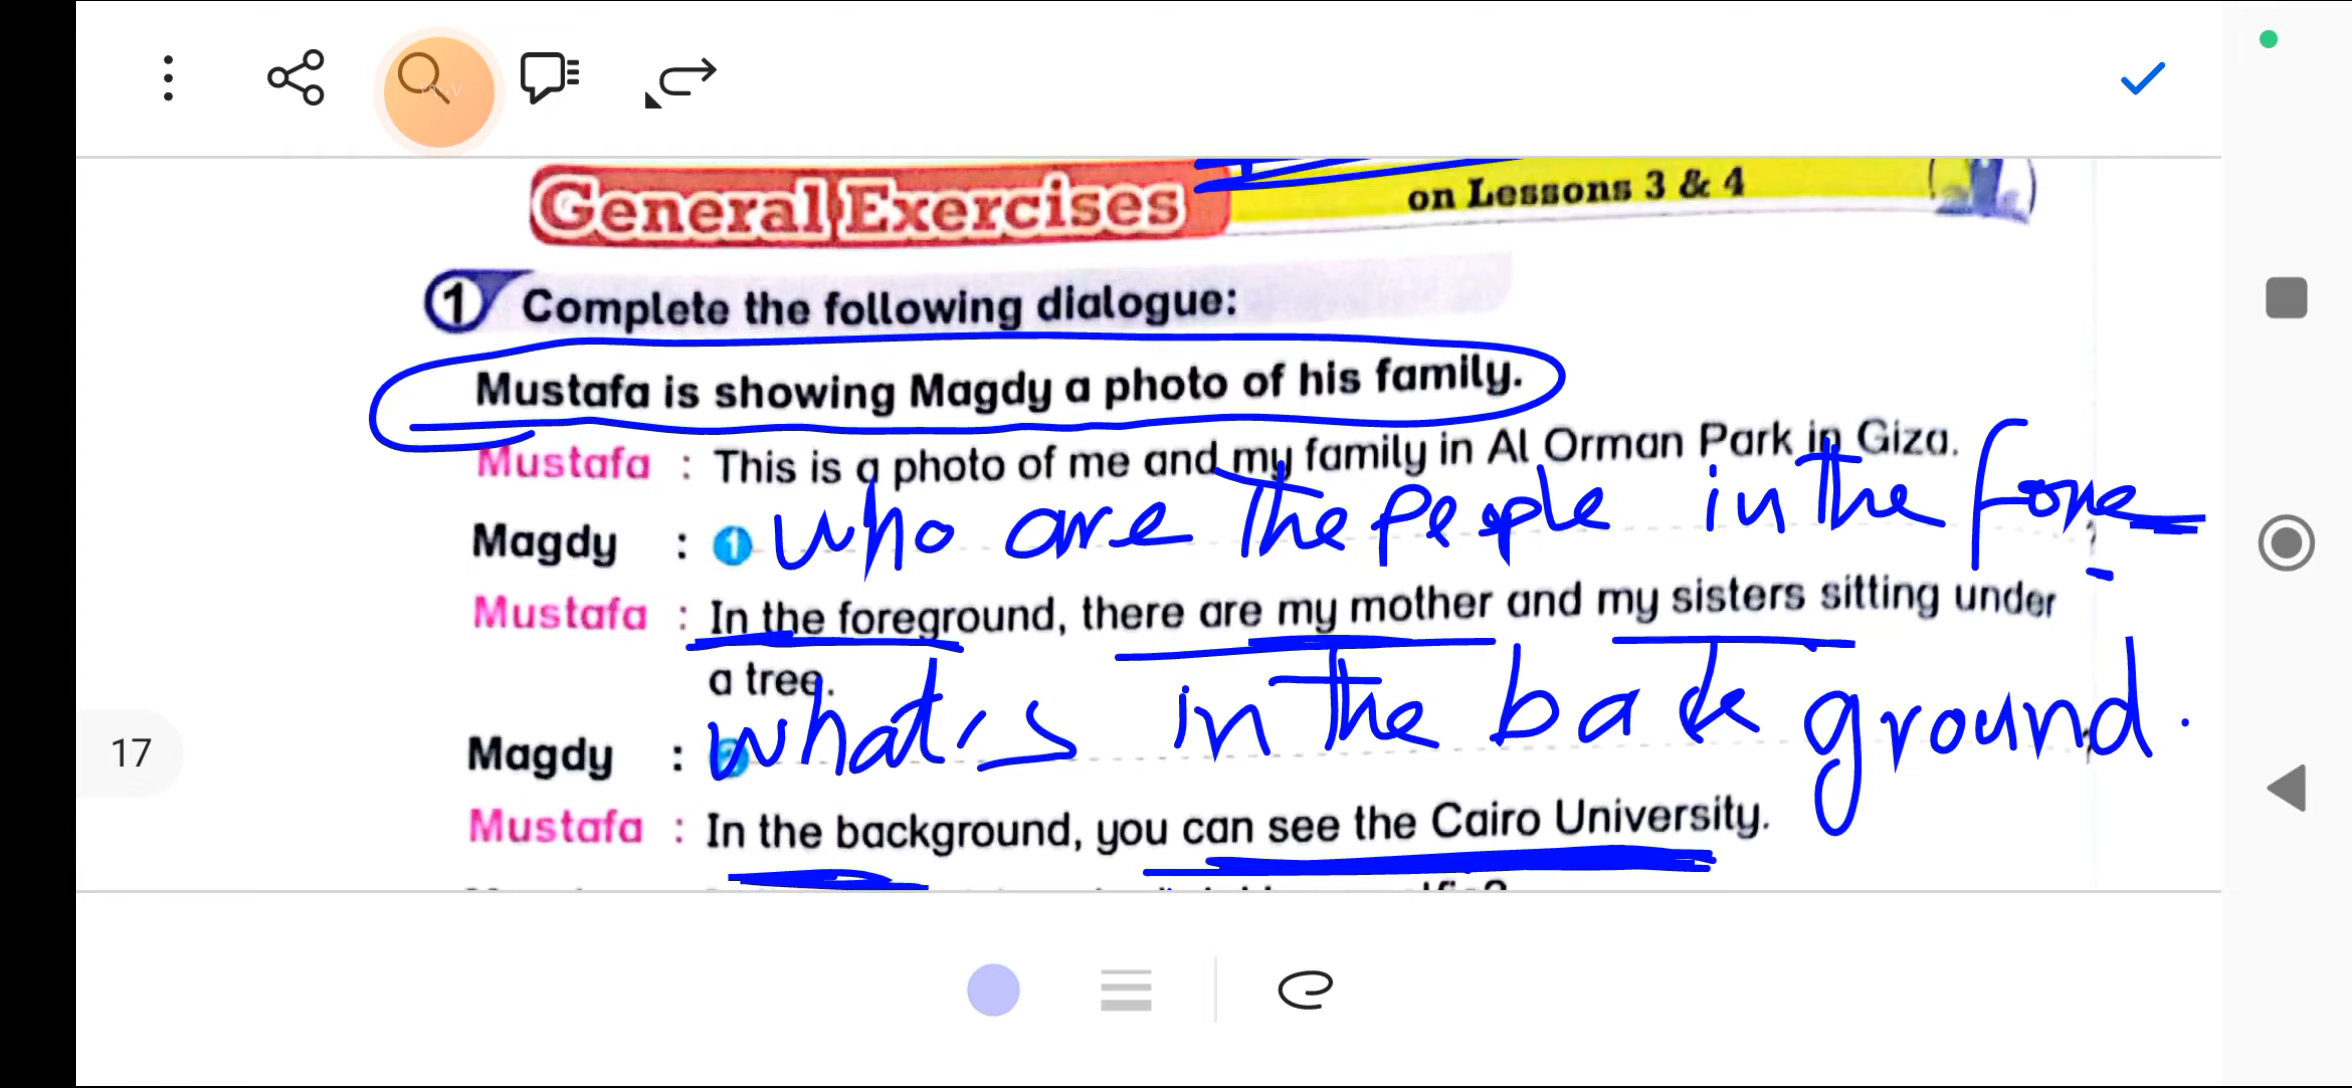 General Exercises on Lessons 3 & 4
1 Complete the following dialogue:
Mustafa is showing Magdy a photo of his family.
Mustafa : This is a photo of me and my family in Al Orman Park in Giza.
Magdy : 1 who are the people in the fore ?
Mustafa : In the foreground, there are my mother and my sisters sitting under
a tree.
Magdy : 2 what's in the back ground. ?
17
Mustafa : In the background, you can see the Cairo University.